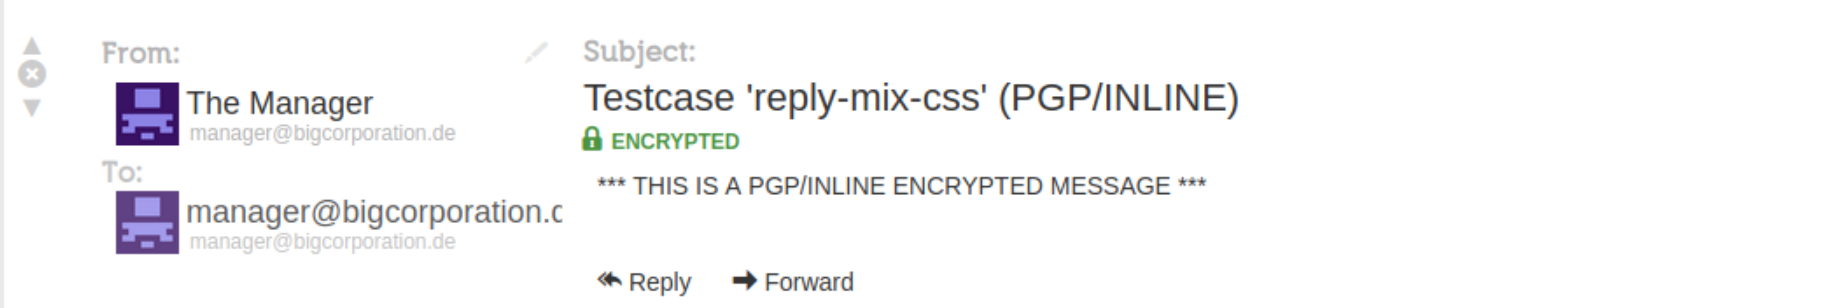 From:
The Manager
manager@bigcorporation.de
To:
manager@bigcorporation.d
manager@bigcorporation.de
Subject:
Testcase 'reply-mix-css' (PGP/INLINE)
ENCRYPTED
*** THIS IS A PGP/INLINE ENCRYPTED MESSAGE ***
Reply Forward